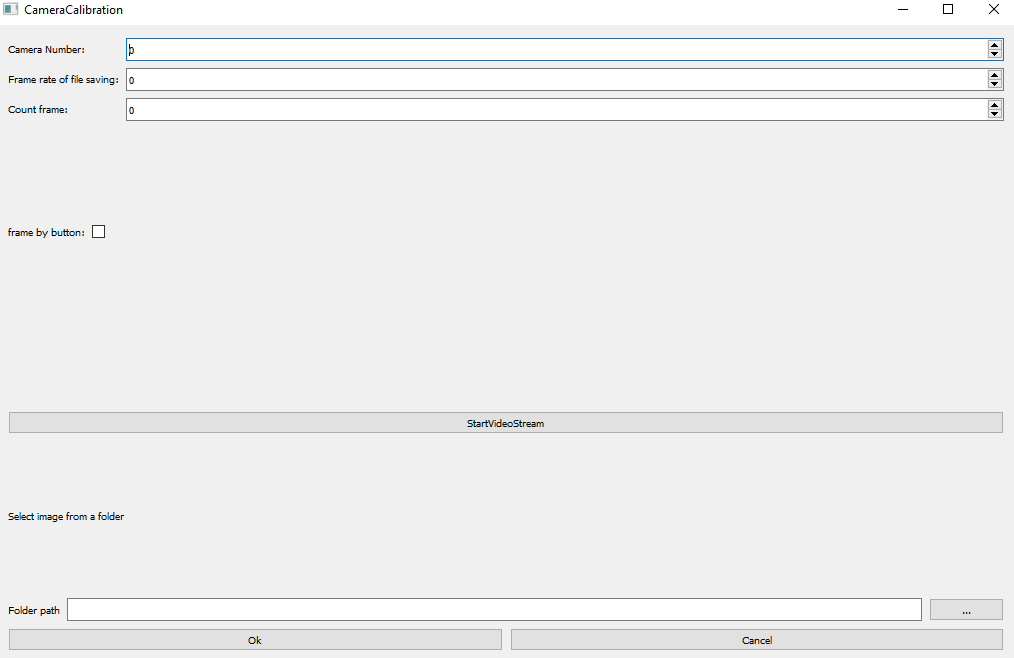 CameraCalibration
Camera Number: 0
Frame rate of file saving: 0
Count frame: 0
frame by button:
StartVideoStream
Select image from a folder
Folder path ...
Ok Cancel